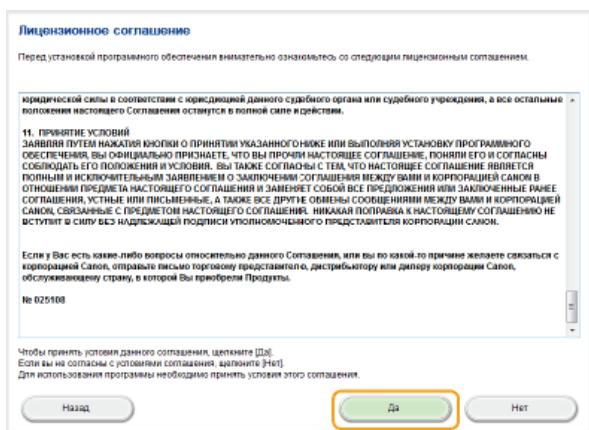 Лицензионное соглашение
Перед установкой программного обеспечения внимательно ознакомьтесь со следующим лицензионным соглашением.
юридической силы в соответствии с юрисдикцией данного судебного органа или судебного учреждения, а все остальные
положения настоящего Соглашения останутся в полной силе и действии.
11. ПРИНЯТИЕ УСЛОВИЙ
ЗАЯВЛЯЯ ПУТЕМ НАЖАТИЯ КНОПКИ О ПРИНЯТИИ УКАЗАННОГО НИЖЕ ИЛИ ВЫПОЛНЯЯ УСТАНОВКУ ПРОГРАММНОГО
ОБЕСПЕЧЕНИЯ, ВЫ ОФИЦИАЛЬНО ПРИЗНАЕТЕ, ЧТО ВЫ ПРОЧЛИ НАСТОЯЩЕЕ СОГЛАШЕНИЕ, ПОНЯЛИ ЕГО И СОГЛАСНЫ
СОБЛЮДАТЬ ЕГО ПОЛОЖЕНИЯ И УСЛОВИЯ. ВЫ ТАКЖЕ СОГЛАСНЫ С ТЕМ, ЧТО НАСТОЯЩЕЕ СОГЛАШЕНИЕ ЯВЛЯЕТСЯ
ПОЛНЫМ И ИСКЛЮЧИТЕЛЬНЫМ ЗАЯВЛЕНИЕМ О ЗАКЛЮЧЕНИИ СОГЛАШЕНИЯ МЕЖДУ ВАМИ И КОРПОРАЦИЕЙ CANON В
ОТНОШЕНИИ ПРЕДМЕТА НАСТОЯЩЕГО СОГЛАШЕНИЯ И ЗАМЕНЯЕТ СОБОЙ ВСЕ ПРЕДЛОЖЕНИЯ ИЛИ ЗАКЛЮЧЕННЫЕ РАНЕЕ
СОГЛАШЕНИЯ, УСТНЫЕ ИЛИ ПИСЬМЕННЫЕ, А ТАКЖЕ ВСЕ ДРУГИЕ ОБМЕНЫ СООБЩЕНИЯМИ МЕЖДУ ВАМИ И КОРПОРАЦИЕЙ
CANON, СВЯЗАННЫЕ С ПРЕДМЕТОМ НАСТОЯЩЕГО СОГЛАШЕНИЯ. НИКАКАЯ ПОПРАВКА К НАСТОЯЩЕМУ СОГЛАШЕНИЮ НЕ
ВСТУПИТ В СИЛУ БЕЗ НАДЛЕЖАЩЕЙ ПОДПИСИ УПОЛНОМОЧЕННОГО ПРЕДСТАВИТЕЛЯ КОРПОРАЦИИ CANON.
Если у Вас есть какие-либо вопросы относительно данного Соглашения, или вы по какой-то причине желаете связаться с
корпорацией Canon, отправьте письмо торговому представителю, дистрибьютору или дилеру корпорации Canon,
обслуживающему страну, в которой Вы приобрели Продукты.
№ 025108
Чтобы принять условия данного соглашения, щелкните [Да].
Если вы не согласны с условиями соглашения, щелкните [Нет].
Для использования программы необходимо принять условия этого соглашения.
Назад Да Нет